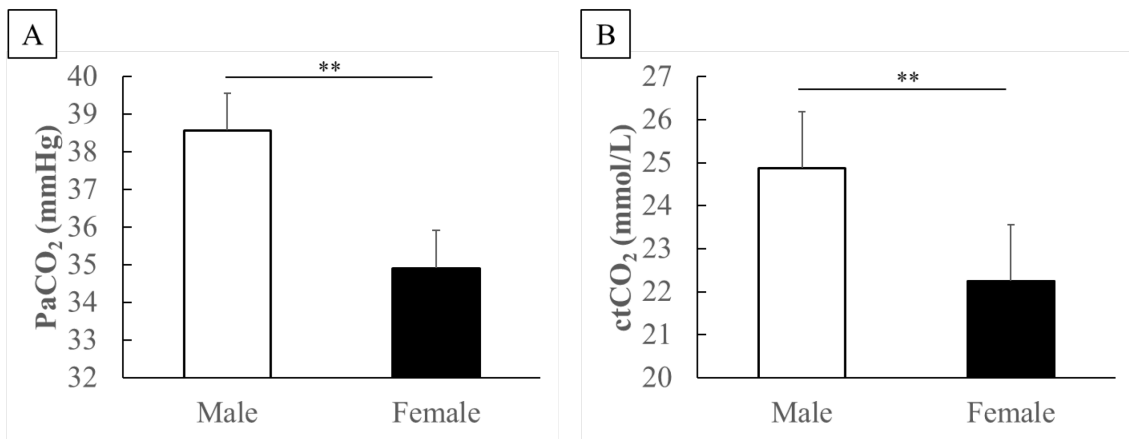 A
PaCO₂ (mmHg)
40
39
38
37
36
35
34
33
32
**
Male
Female
B
ctCO₂ (mmol/L)
27
26
25
24
23
22
21
20
**
Male
Female